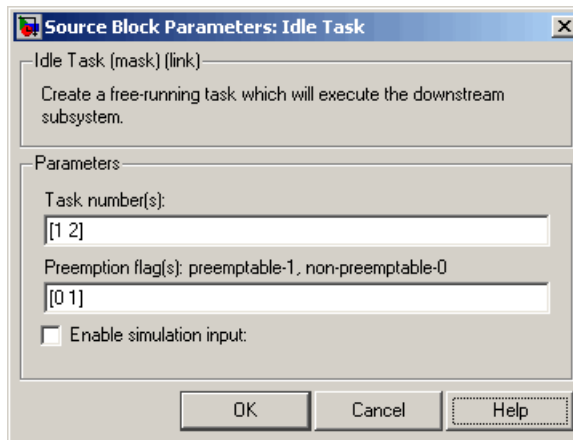 Source Block Parameters: Idle Task
Idle Task (mask) (link)
Create a free-running task which will execute the downstream
subsystem.
Parameters
Task number(s):
[1 2]
Preemption flag(s): preemptable-1, non-preemptable-0
[0 1]
Enable simulation input:
OK Cancel Help